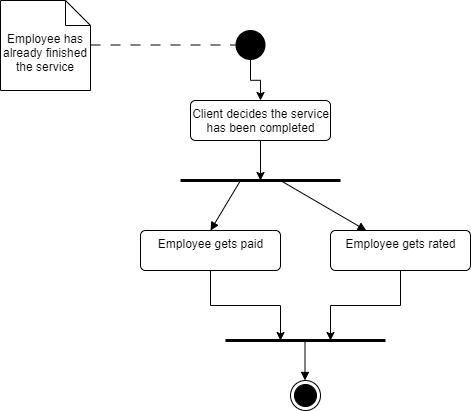 Employee has
already finished
the service
Client decides the service
has been completed
Employee gets paid
Employee gets rated